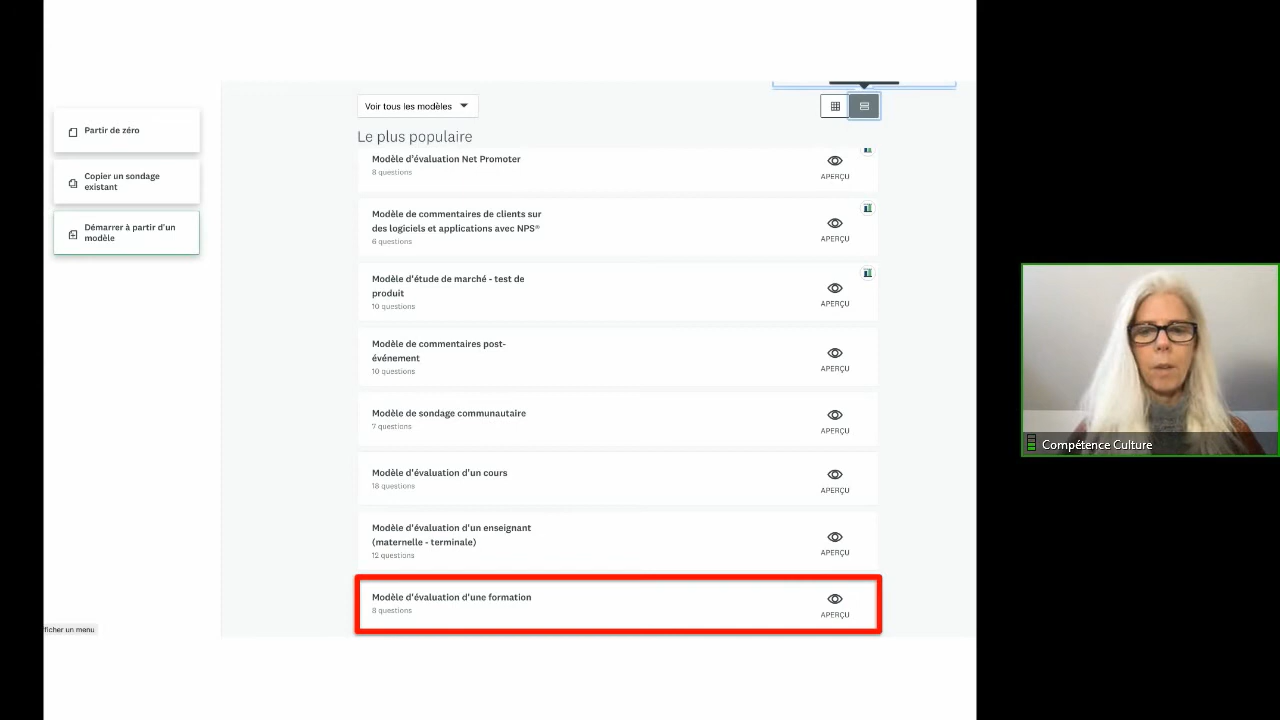 Voir tous les modèles
Partir de zéro
Copier un sondage
existant
Démarrer à partir d'un
modèle
Le plus populaire
Modèle d'évaluation Net Promoter
8 questions
APERÇU
Modèle de commentaires de clients sur
des logiciels et applications avec NPS®
6 questions
APERÇU
Modèle d'étude de marché - test de
produit
10 questions
APERÇU
Modèle de commentaires post-
événement
10 questions
APERÇU
Modèle de sondage communautaire
7 questions
APERÇU
Modèle d'évaluation d'un cours
18 questions
APERÇU
Modèle d'évaluation d'un enseignant
(maternelle - terminale)
12 questions
APERÇU
Modèle d'évaluation d'une formation
8 questions
APERÇU
ficher un menu
Compétence Culture